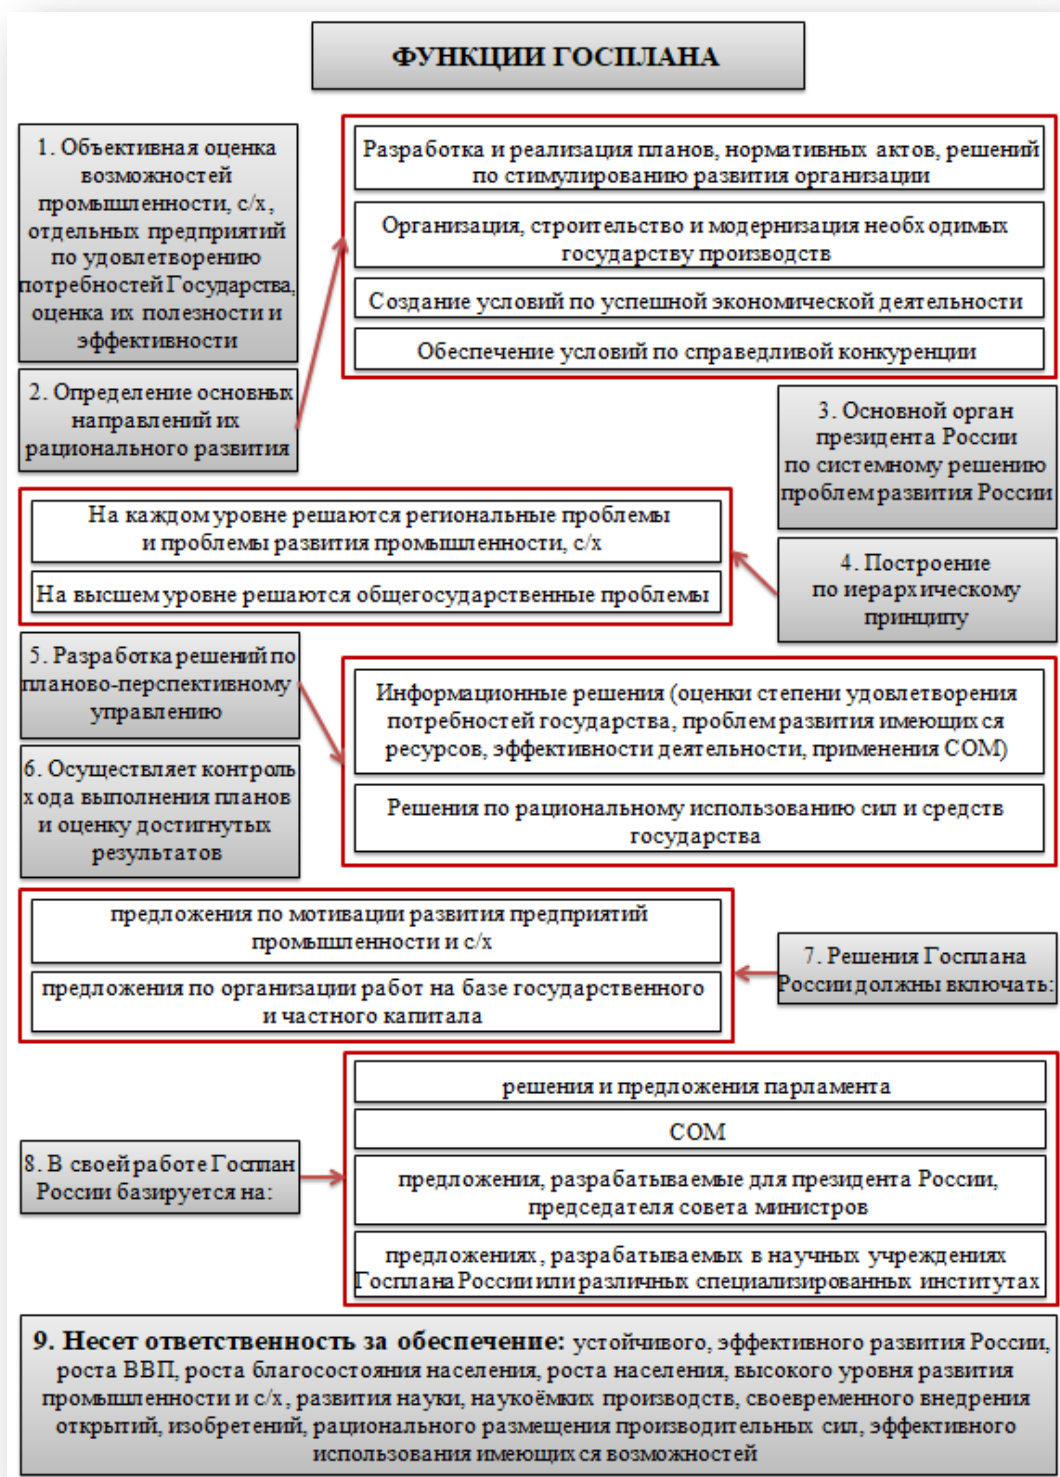 ФУНКЦИИ ГОСПЛАНА
1. Объективная оценка
возможностей
промышленности, с/х,
отдельных предприятий
по удовлетворению
потребностей Государства,
оценка их полезности и
эффективности
2. Определение основных
направлений их
рационального развития
Разработка и реализация планов, нормативных актов, решений
по стимулированию развития организации
Организация, строительство и модернизация необходимых
государству производств
Создание условий по успешной экономической деятельности
Обеспечение условий по справедливой конкуренции
3. Основной орган
президента России
по системному решению
проблем развития России
4. Построение
по иерархическому
принципу
На каждом уровне решаются региональные проблемы
и проблемы развития промышленности, с/х
На высшем уровне решаются общегосударственные проблемы
5. Разработка решений по
планово-перспективному
управлению
6. Осуществляет контроль
хода выполнения планов
и оценку достигнутых
результатов
Информационные решения (оценки степени удовлетворения
потребностей государства, проблем развития имеющихся
ресурсов, эффективности деятельности, применения СОМ)
Решения по рациональному использованию сил и средств
государства
предложения по мотивации развития предприятий
промышленности и с/х
предложения по организации работ на базе государственного
и частного капитала
7. Решения Госплана
России должны включать:
8. В своей работе Госплан
России базируется на:
решения и предложения парламента
СОМ
предложения, разрабатываемые для президента России,
председателя совета министров
предложениях, разрабатываемых в научных учреждениях
Госплана России или различных специализированных институтах
9. Несет ответственность за обеспечение: устойчивого, эффективного развития России,
роста ВВП, роста благосостояния населения, роста населения, высокого уровня развития
промышленности и с/х, развития науки, наукоёмких производств, своевременного внедрения
открытий, изобретений, рационального размещения производительных сил, эффективного
использования имеющихся возможностей